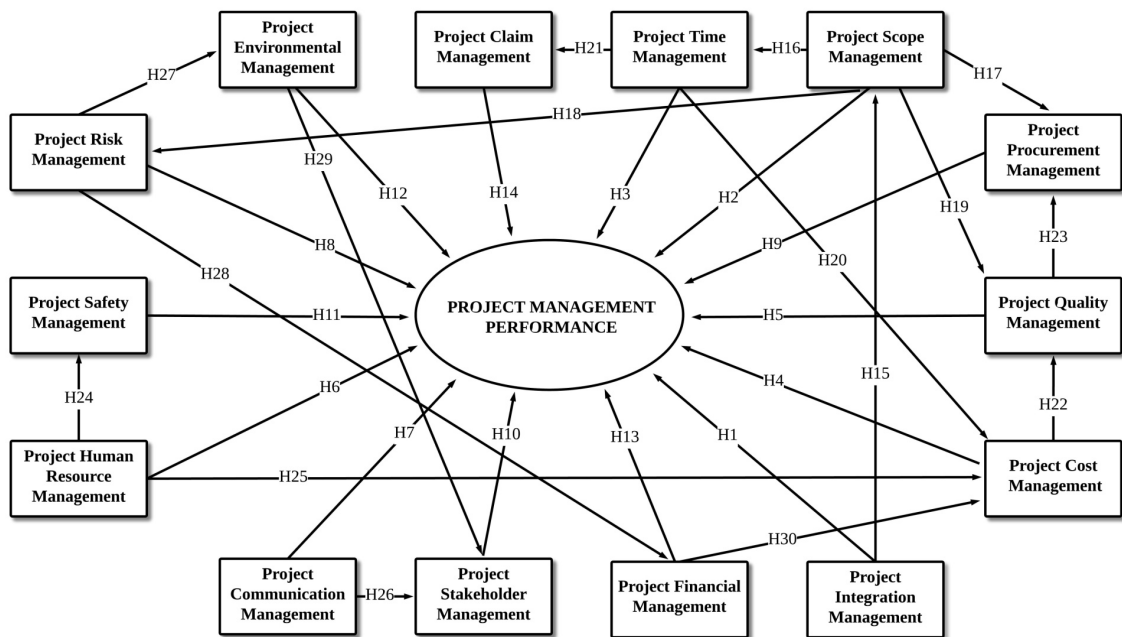 Project
Environmental
Management
Project Claim
Management
H21
Project Time
Management
H16
Project Scope
Management
H27
H17
Project Risk
Management
H18
Project
Procurement
Management
H29
H12
H14
H3
H2
H19
H8
H9
H23
H28
H20
Project Safety
Management
H11
PROJECT MANAGEMENT
PERFORMANCE
H5
Project Quality
Management
H15
H6
H4
H24
H22
H7
H10
H13
H1
Project Human
Resource
Management
H25
Project Cost
Management
H30
Project
Communication
Management
H26
Project
Stakeholder
Management
Project Financial
Management
Project
Integration
Management